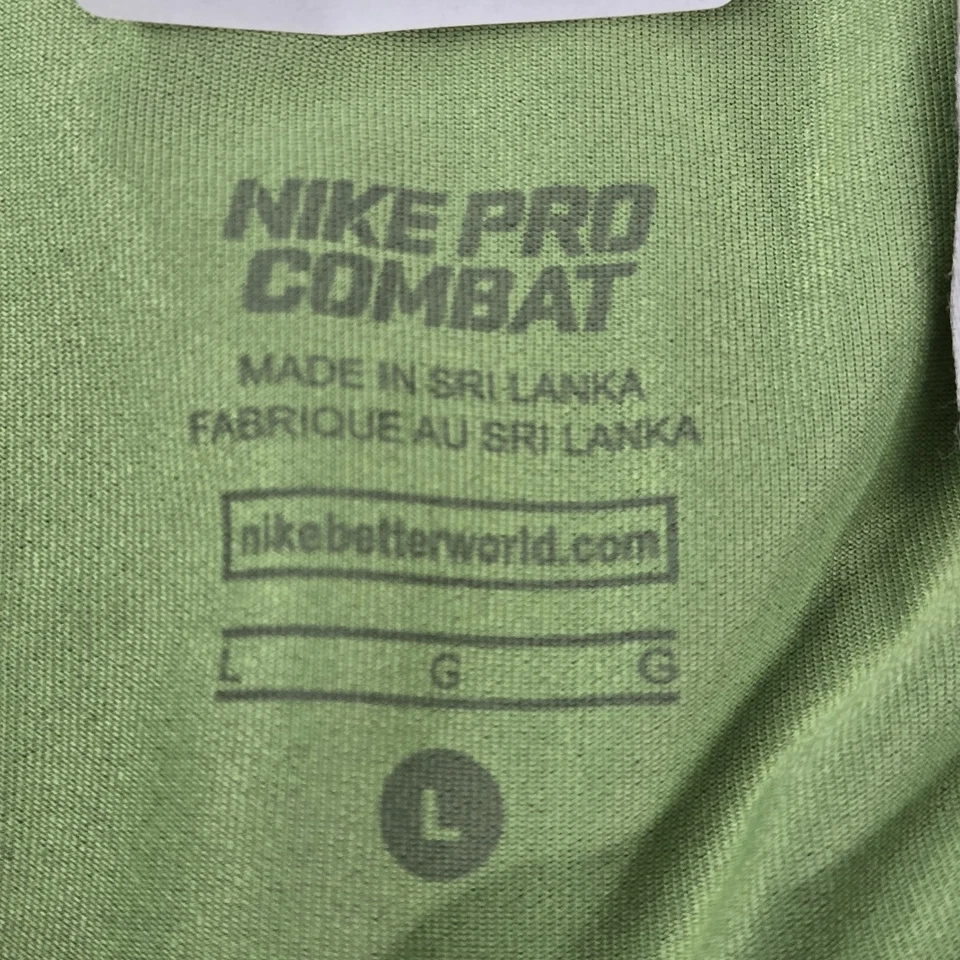 NIKE PRO
COMBAT
MADE IN SRI LANKA
FABRIQUE AU SRI LANKA
nikebetterworld.com
L G G
L